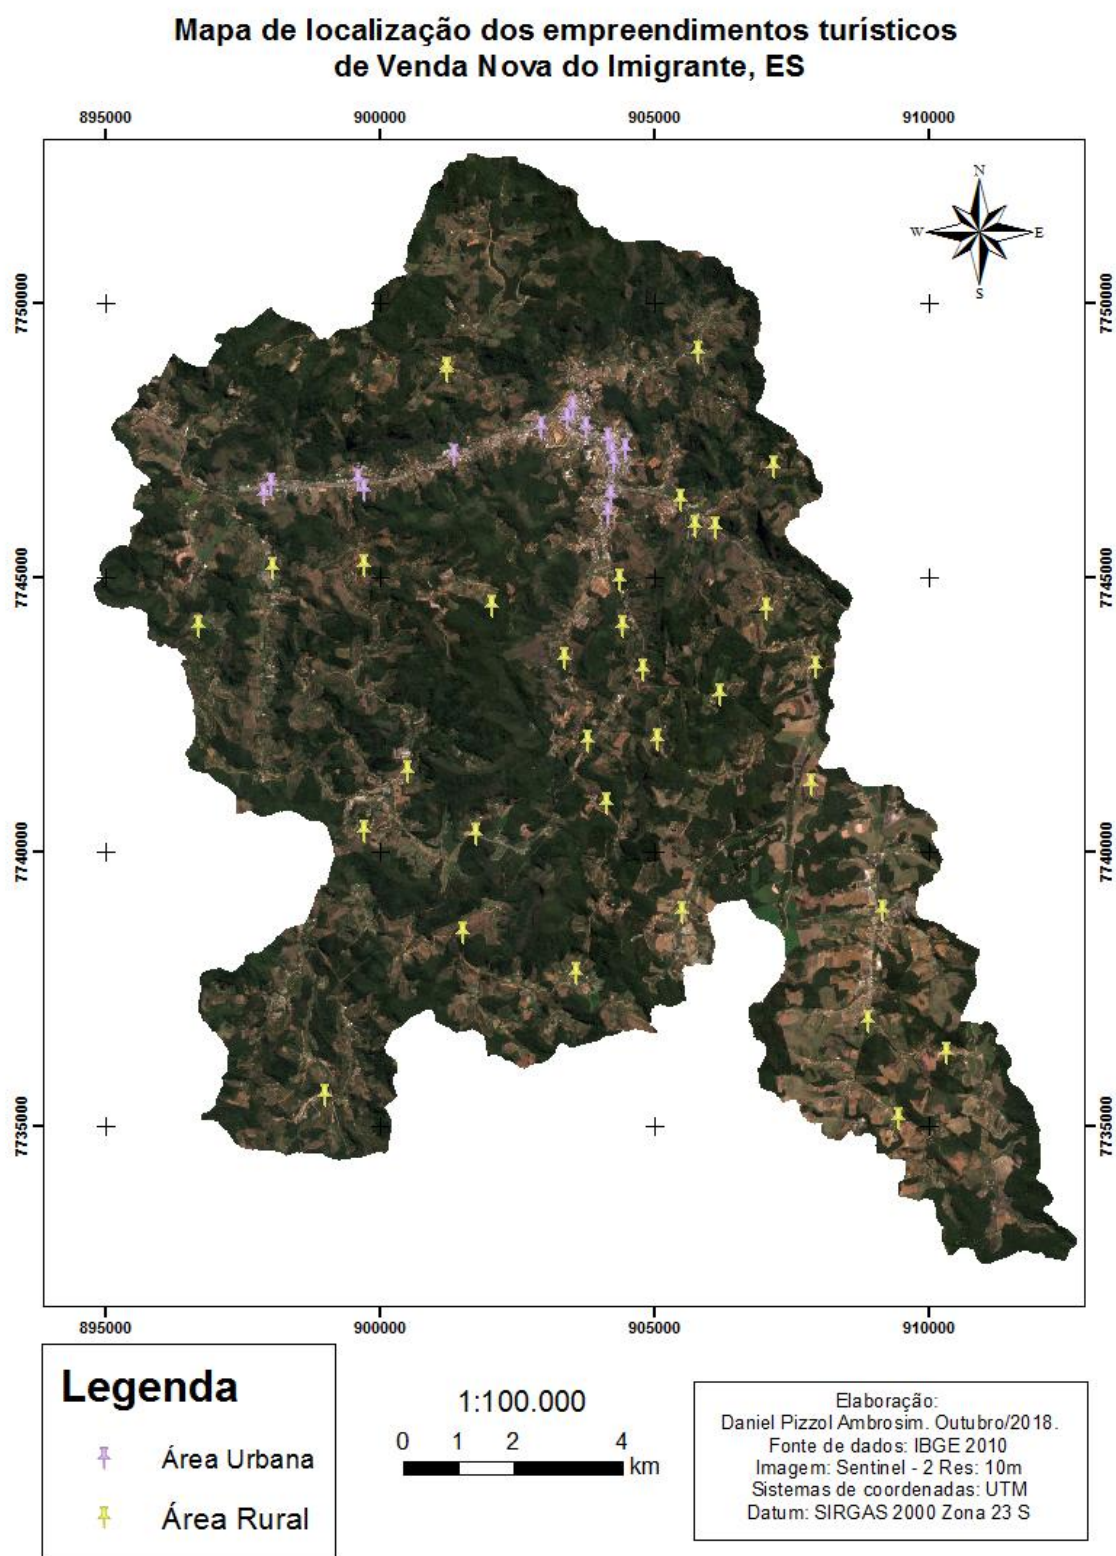 Mapa de localização dos empreendimentos turísticos
de Venda Nova do Imigrante, ES
895000 900000 905000 910000
N
W E
S
7750000 7750000
7745000 7745000
7740000 7740000
7735000 7735000
895000 900000 905000 910000
Legenda
Área Urbana
Área Rural
1:100.000
0 1 2 4
km
Elaboração:
Daniel Pizzol Ambrosim. Outubro/2018.
Fonte de dados: IBGE 2010
Imagem: Sentinel - 2 Res: 10m
Sistemas de coordenadas: UTM
Datum: SIRGAS 2000 Zona 23 S